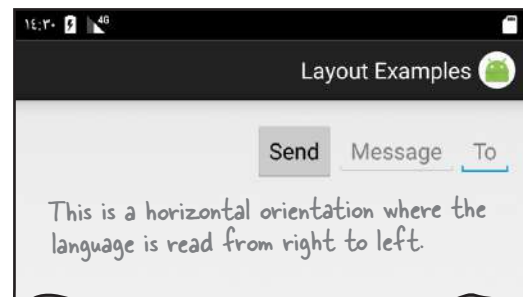 ١٤:٣٠ 4G
Layout Examples
Send Message To
This is a horizontal orientation where the
language is read from right to left.